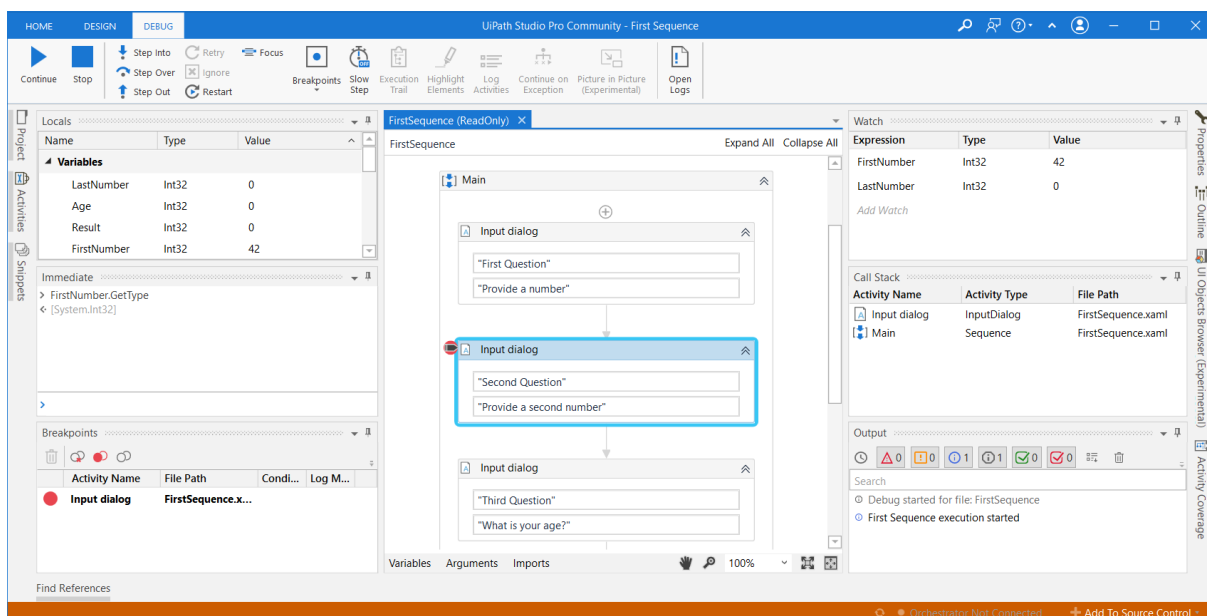 HOME DESIGN DEBUG UiPath Studio Pro Community - First Sequence
Continue Stop Step Into Step Over Step Out Retry Ignore Restart Focus Breakpoints Slow Step Execution Trail Highlight Elements Log Activities Continue on Exception Picture in Picture (Experimental) Open Logs
Project
Activities
Snippets
Locals
Name Type Value
Variables
LastNumber Int32 0
Age Int32 0
Result Int32 0
FirstNumber Int32 42
Immediate
> FirstNumber.GetType
[System.Int32]
>
Breakpoints
Activity Name File Path Condi... Log M...
Input dialog FirstSequence.x...
Find References
FirstSequence (ReadOnly)
FirstSequence Expand All Collapse All
Main
Input dialog
"First Question"
"Provide a number"
Input dialog
"Second Question"
"Provide a second number"
Input dialog
"Third Question"
"What is your age?"
Variables Arguments Imports 100%
Watch
Expression Type Value
FirstNumber Int32 42
LastNumber Int32 0
Add Watch
Call Stack
Activity Name Activity Type File Path
Input dialog InputDialog FirstSequence.xaml
Main Sequence FirstSequence.xaml
Output
0 0 1 1 0 0
Search
Debug started for file: FirstSequence
First Sequence execution started
Properties
Outline
UI Objects Browser (Experimental)
Activity Coverage
Orchestrator Not Connected Add To Source Control